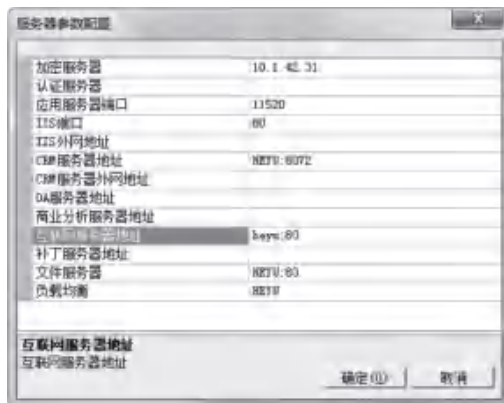 服务器参数配置
加密服务器 10.1.42.31
认证服务器
应用服务器端口 11520
IIS端口 80
IIS外网地址
CRM服务器地址 HEYU:8072
CRM服务器外网地址
OA服务器地址
商业分析服务器地址
互联网服务器地址 heyu:80
补丁服务器地址
文件服务器 HEYU:80
负载均衡 HEYU
互联网服务器地址
互联网服务器地址
确定(O) 取消